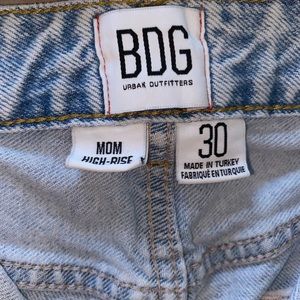 BDG
URBAN OUTFITTERS
MOM
HIGH-RISE
30
MADE IN TURKEY
FABRIQUÉ EN TURQUIE